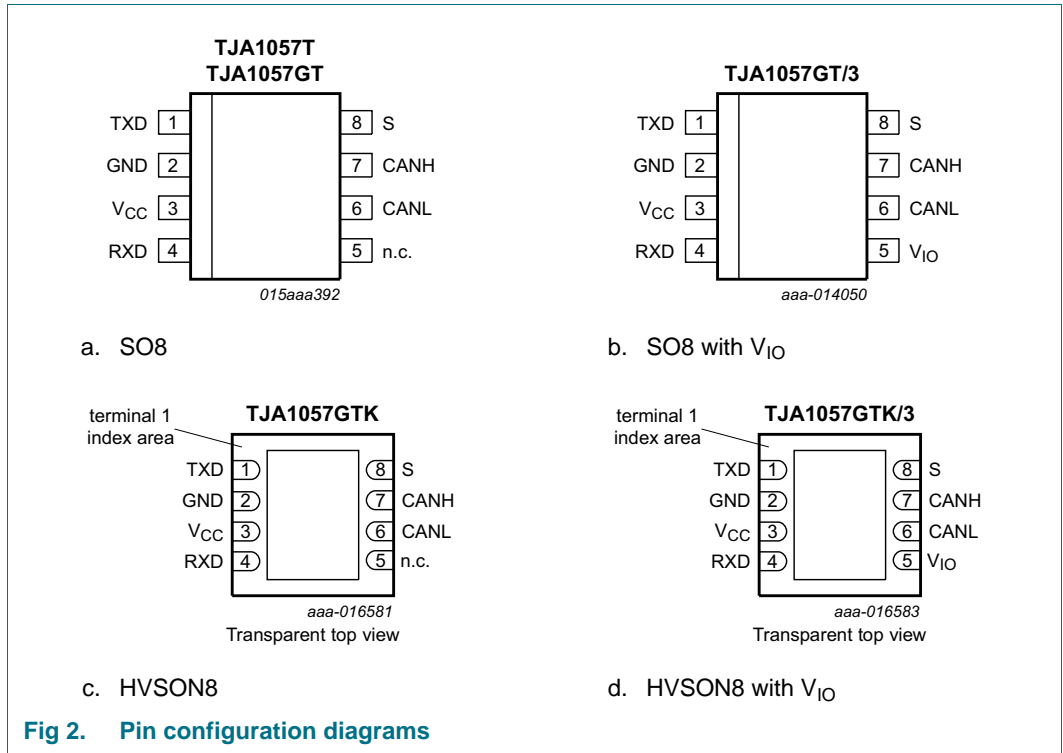 TJA1057T
TJA1057GT
TXD 1
8 S
GND 2
7 CANH
VCC 3
6 CANL
RXD 4
5 n.c.
015aaa392
a. SO8
TJA1057GT/3
TXD 1
8 S
GND 2
7 CANH
VCC 3
6 CANL
RXD 4
5 VIO
aaa-014050
b. SO8 with VIO
terminal 1
index area
TJA1057GTK
TXD 1
8 S
GND 2
7 CANH
VCC 3
6 CANL
RXD 4
5 n.c.
aaa-016581
Transparent top view
c. HVSON8
terminal 1
index area
TJA1057GTK/3
TXD 1
8 S
GND 2
7 CANH
VCC 3
6 CANL
RXD 4
5 VIO
aaa-016583
Transparent top view
d. HVSON8 with VIO
Fig 2. Pin configuration diagrams